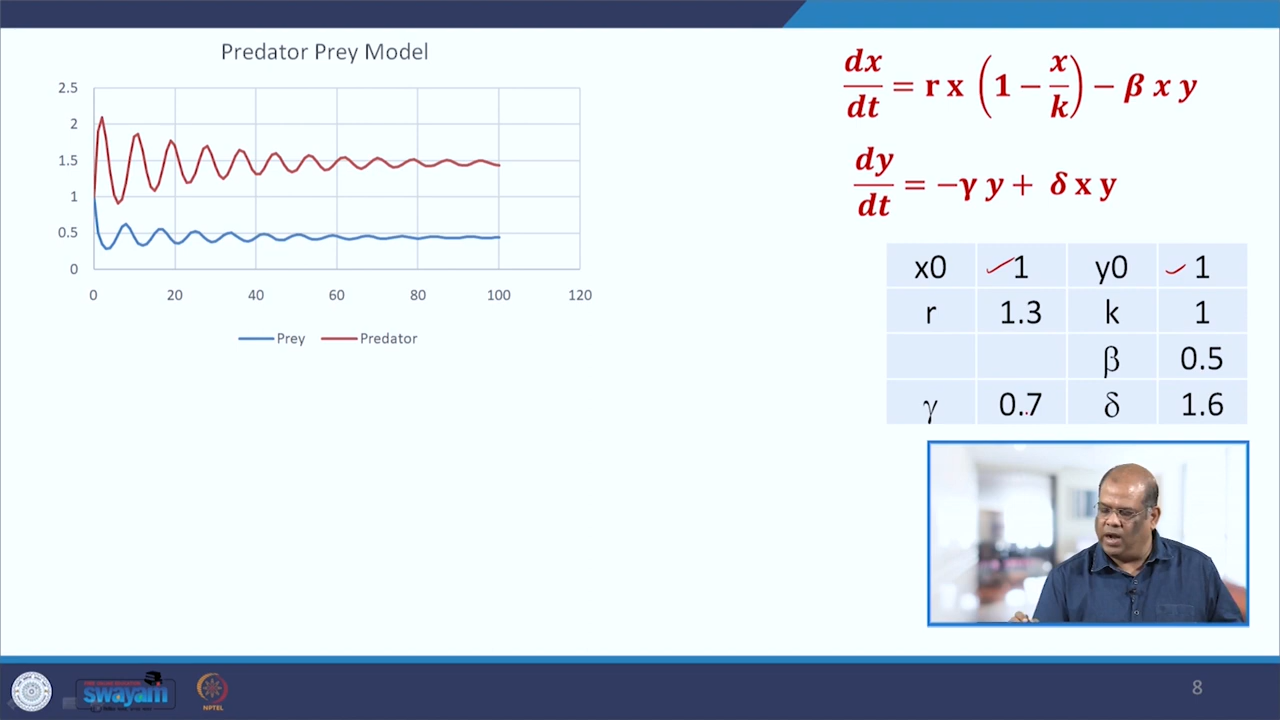 Predator Prey Model
2.5
2
1.5
1
0.5
0
0 20 40 60 80 100 120
Prey Predator
dx/dt = r x (1 − x/k) − β x y
dy/dt = −γ y + δ x y
x0 1 y0 1
r 1.3 k 1
β 0.5
γ 0.7 δ 1.6
swayam
NPTEL
8